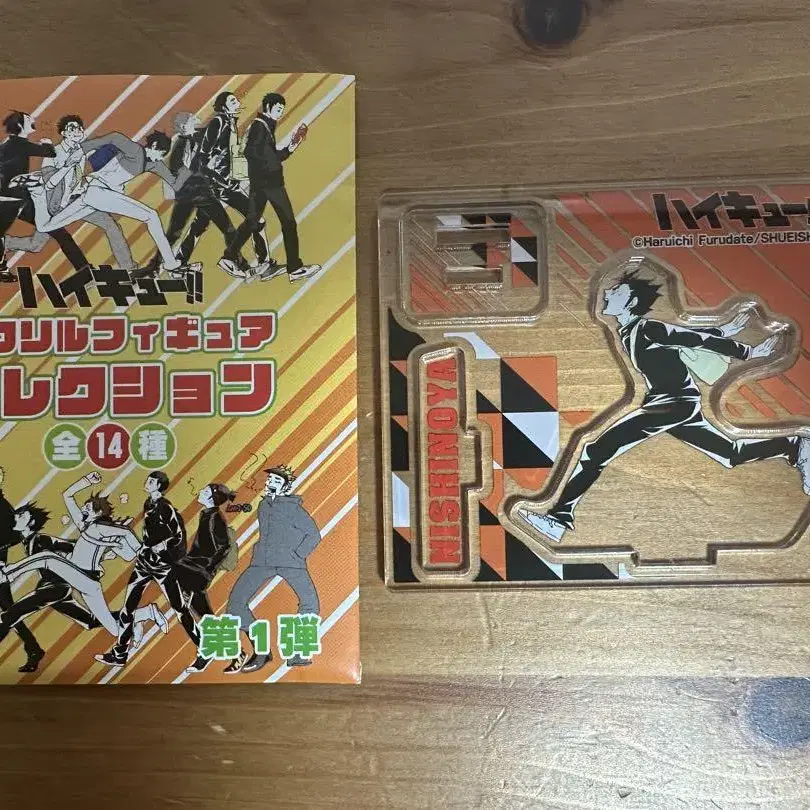 ハイキュー!!
クリルフィギュア
レクション
全14種
第1弾
ハイキュー
©Haruichi Furudate/SHUEISH
NISHINOYA